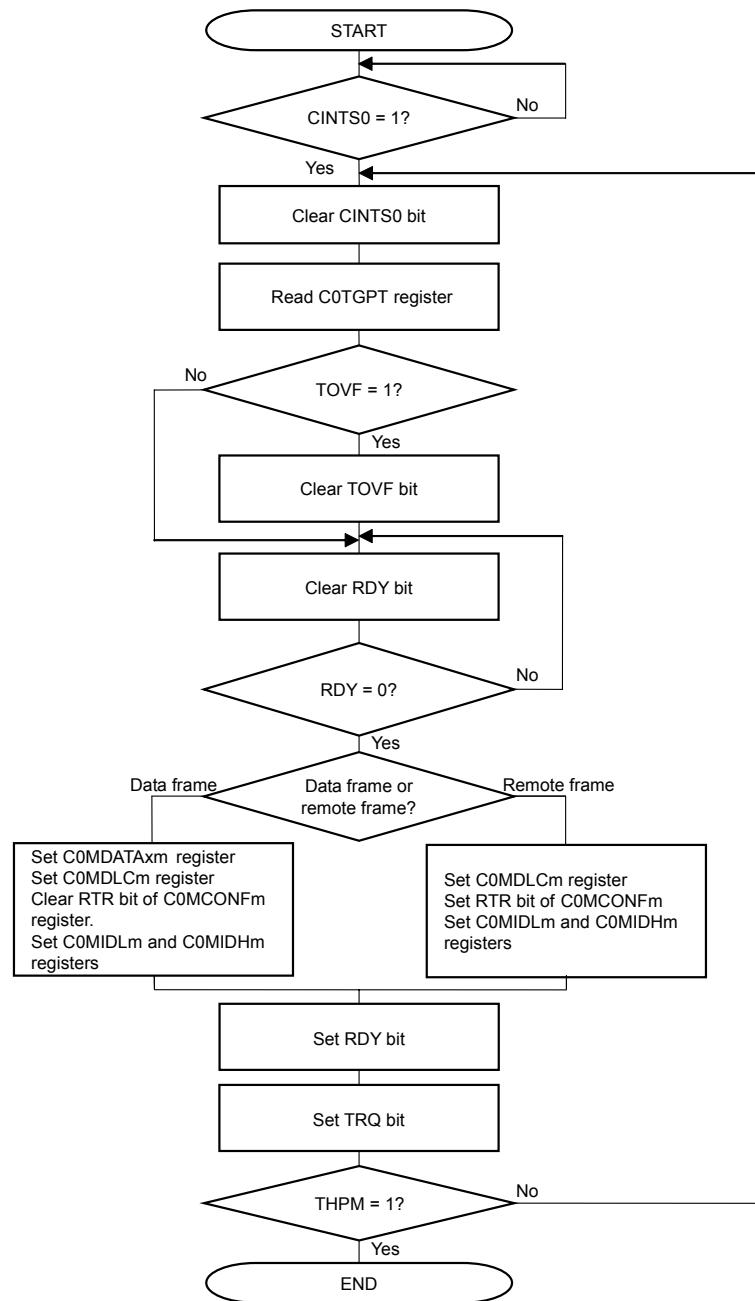 START
CINTS0 = 1?
No
Yes
Clear CINTS0 bit
Read C0TGPT register
No
TOVF = 1?
Yes
Clear TOVF bit
Clear RDY bit
RDY = 0?
No
Yes
Data frame
Data frame or
remote frame?
Remote frame
Set C0MDATAxm register
Set C0MDLCm register
Clear RTR bit of C0MCONFm
register.
Set C0MIDLm and C0MIDHm
registers
Set C0MDLCm register
Set RTR bit of C0MCONFm
Set C0MIDLm and C0MIDHm
registers
Set RDY bit
Set TRQ bit
THPM = 1?
No
Yes
END